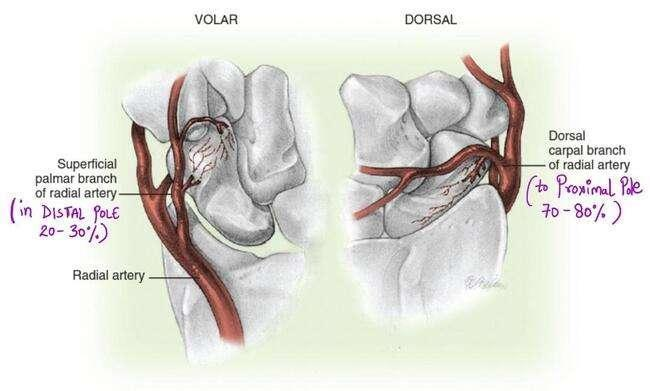 VOLAR
DORSAL
Superficial
palmar branch
of radial artery
(in DISTAL POLE
20-30%)
Radial artery
Dorsal
carpal branch
of radial artery
(to Proximal Pole
70-80%)